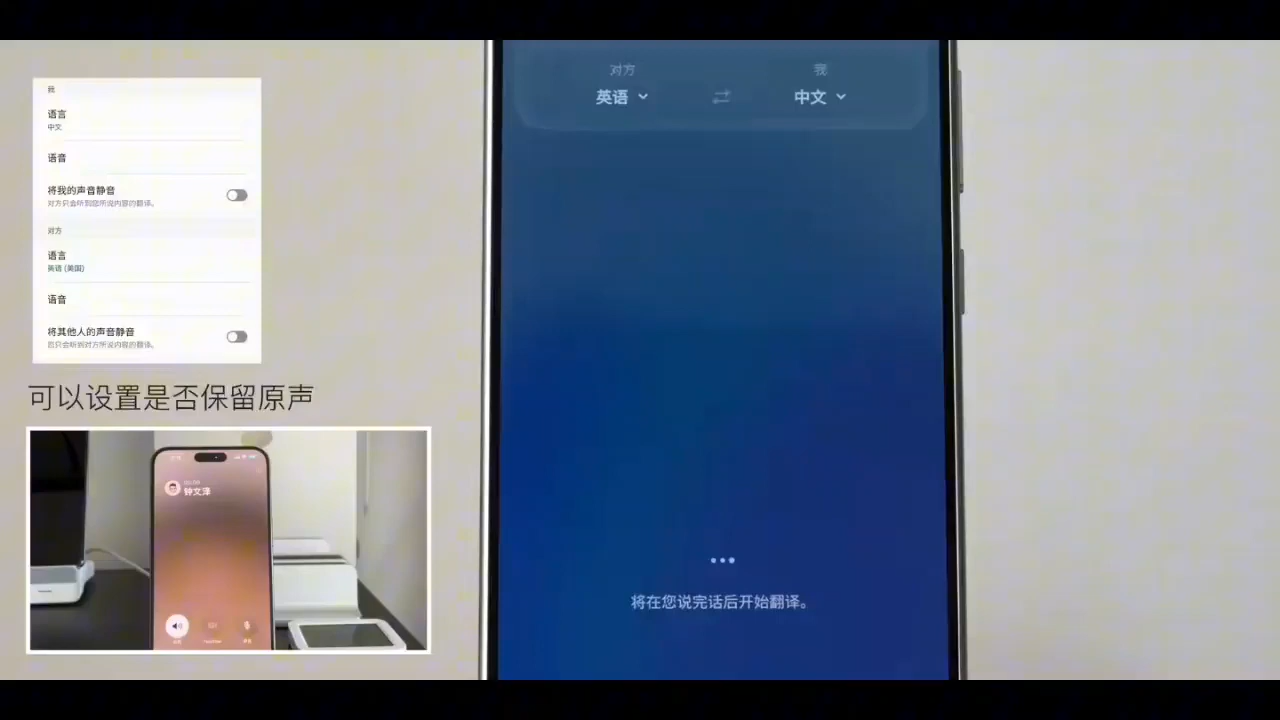 我
语言
中文
语音
将我的声音静音
对方只会听到您所说内容的翻译。
对方
语言
英语 (美国)
语音
将其他人的声音静音
您只会听到对方所说内容的翻译。
可以设置是否保留原声
钟文泽
对方
我
英语
中文
将在您说完话后开始翻译。